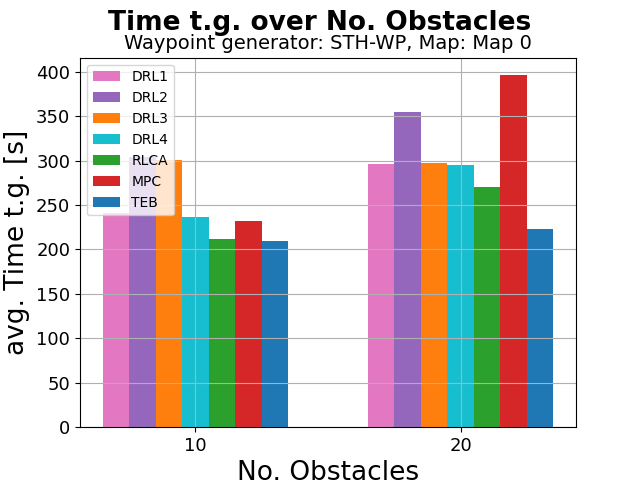 Time t.g. over No. Obstacles
Waypoint generator: STH-WP, Map: Map 0
avg. Time t.g. [s]
400
350
300
250
200
150
100
50
0
DRL1
DRL2
DRL3
DRL4
RLCA
MPC
TEB
10
20
No. Obstacles